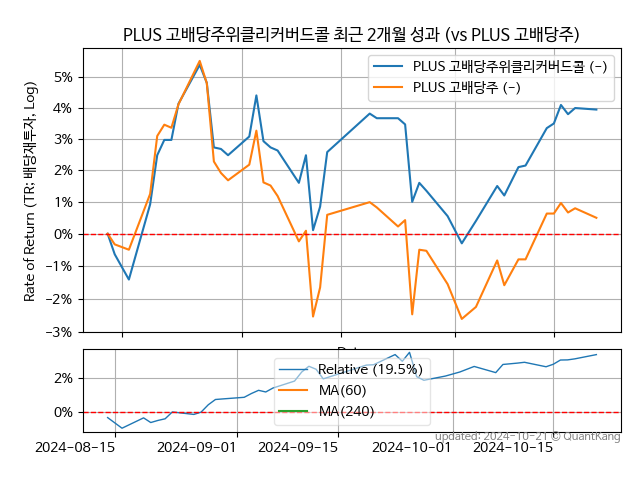 PLUS 고배당주위클리커버드콜 최근 2개월 성과 (vs PLUS 고배당주)
Rate of Return (TR: 배당재투자, Log)
5%
4%
3%
2%
1%
0%
−1%
−2%
−3%
PLUS 고배당주위클리커버드콜 (-)
PLUS 고배당주 (-)
2%
0%
Relative (19.5%)
MA(60)
MA(240)
2024-08-15
2024-09-01
2024-09-15
2024-10-01
2024-10-15
updated: 2024-10-21 © QuantKang